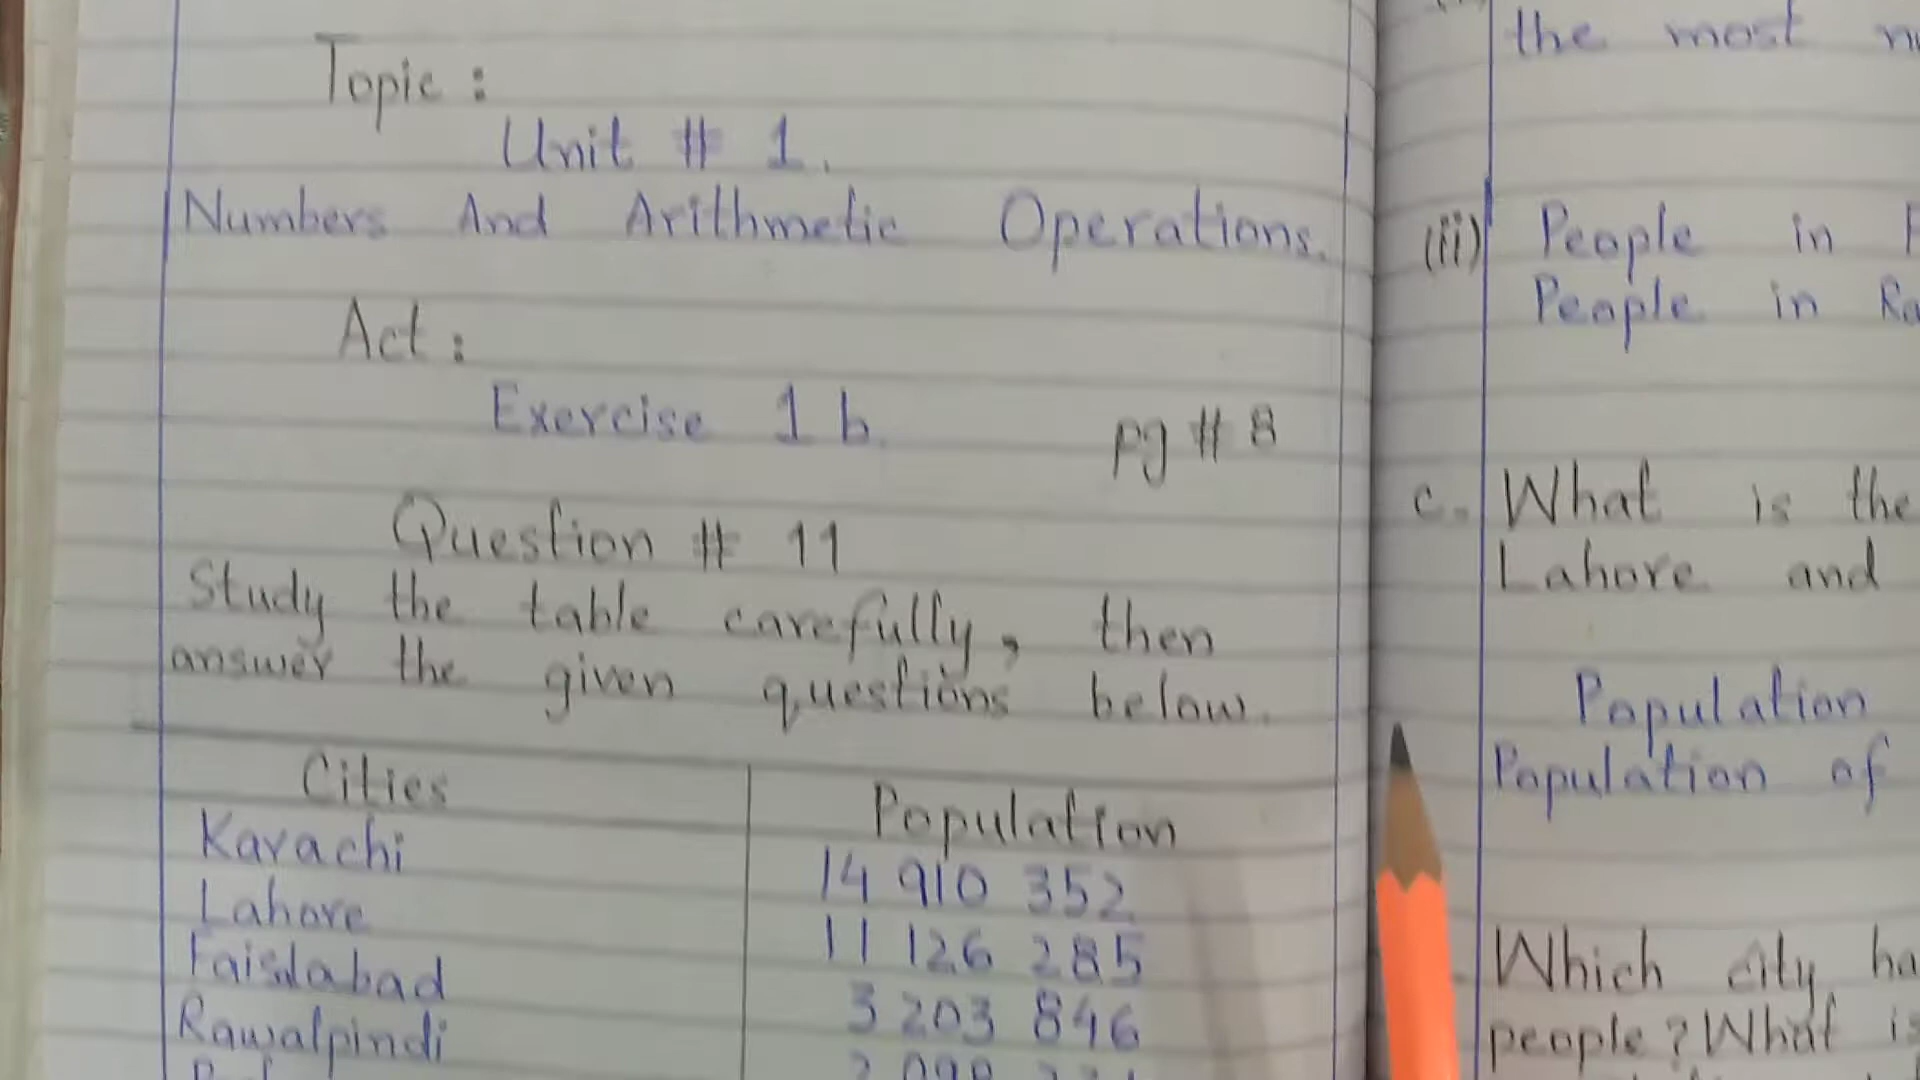 Topic :
Unit # 1.
Numbers And Arithmetic Operations.
Act :
Exercise 1 b. pg # 8
Question # 11
Study the table carefully, then
answer the given questions below.
Cities Population
Karachi 14 910 352
Lahore 11 126 285
Faisalabad 3 203 846
Rawalpindi
the most
(ii) People in
People in
c. What is the
Lahore and
Population
Population of
Which city
people? What is